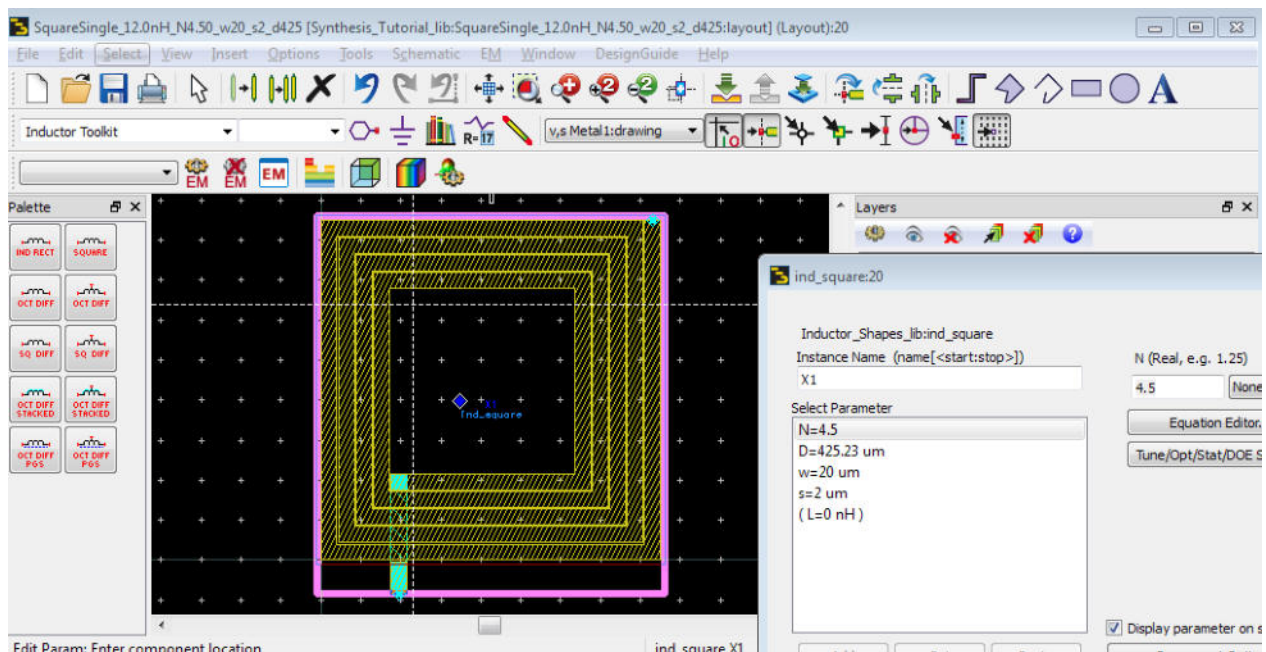 SquareSingle_12.0nH_N4.50_w20_s2_d425 [Synthesis_Tutorial_lib:SquareSingle_12.0nH_N4.50_w20_s2_d425:layout] (Layout):20
File Edit Select View Insert Options Tools Schematic EM Window DesignGuide Help
+2 -2
A
Inductor Toolkit
R=17
v,s Metal1:drawing
EM EM EM
Palette
Layers
IND RECT SQUARE
OCT DIFF OCT DIFF
SQ DIFF SQ DIFF
OCT DIFF STACKED OCT DIFF STACKED
OCT DIFF PGS OCT DIFF PGS
X1
Ind_square
ind_square:20
Inductor_Shapes_lib:ind_square
Instance Name (name[<start:stop>])
X1
Select Parameter
N=4.5
D=425.23 um
w=20 um
s=2 um
( L=0 nH )
N (Real, e.g. 1.25)
4.5 None
Equation Editor.
Tune/Opt/Stat/DOE S
Display parameter on s
Edit Param: Enter component location
ind_square X1